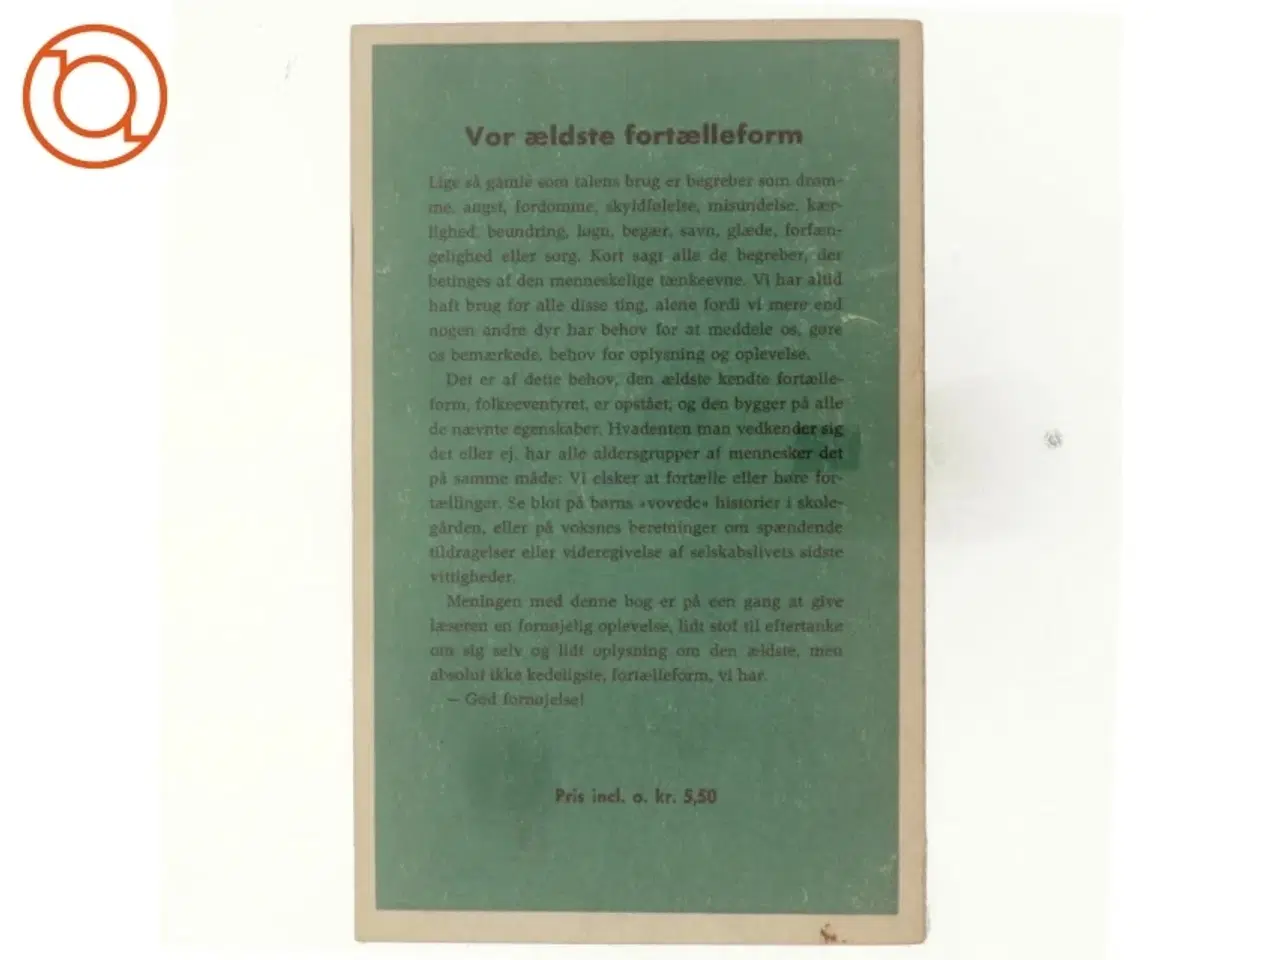 Vor ældste fortælleform
Lige så gamle som talens brug er begreber som drøm-
me, angst, fordomme, skyldfølelse, misundelse, kær-
lighed, beundring, løgn, begær, savn, glæde, forfæn-
gelighed eller sorg. Kort sagt alle de begreber, der
betinges af den menneskelige tænkeevne. Vi har altid
haft brug for alle disse ting, alene fordi vi mere end
nogen andre dyr har behov for at meddele os, gøre
os bemærkede, behov for oplysning og oplevelse.
Det er af dette behov, den ældste kendte fortælle-
form, folkeeventyret, er opstået, og den bygger på alle
de nævnte egenskaber. Hvadenten man vedkender sig
det eller ej, har alle aldersgrupper af mennesker det
på samme måde: Vi elsker at fortælle eller høre for-
tællinger. Se blot på børns »vovede« historier i skole-
gården, eller på voksnes beretninger om spændende
tildragelser eller videregivelse af selskabslivets sidste
vittigheder.
Meningen med denne bog er på een gang at give
læseren en fornøjelig oplevelse, lidt stof til eftertanke
om sig selv og lidt oplysning om den ældste, men
absolut ikke kedeligste, fortælleform, vi har.
— God fornøjelse!
Pris incl. o. kr. 5,50